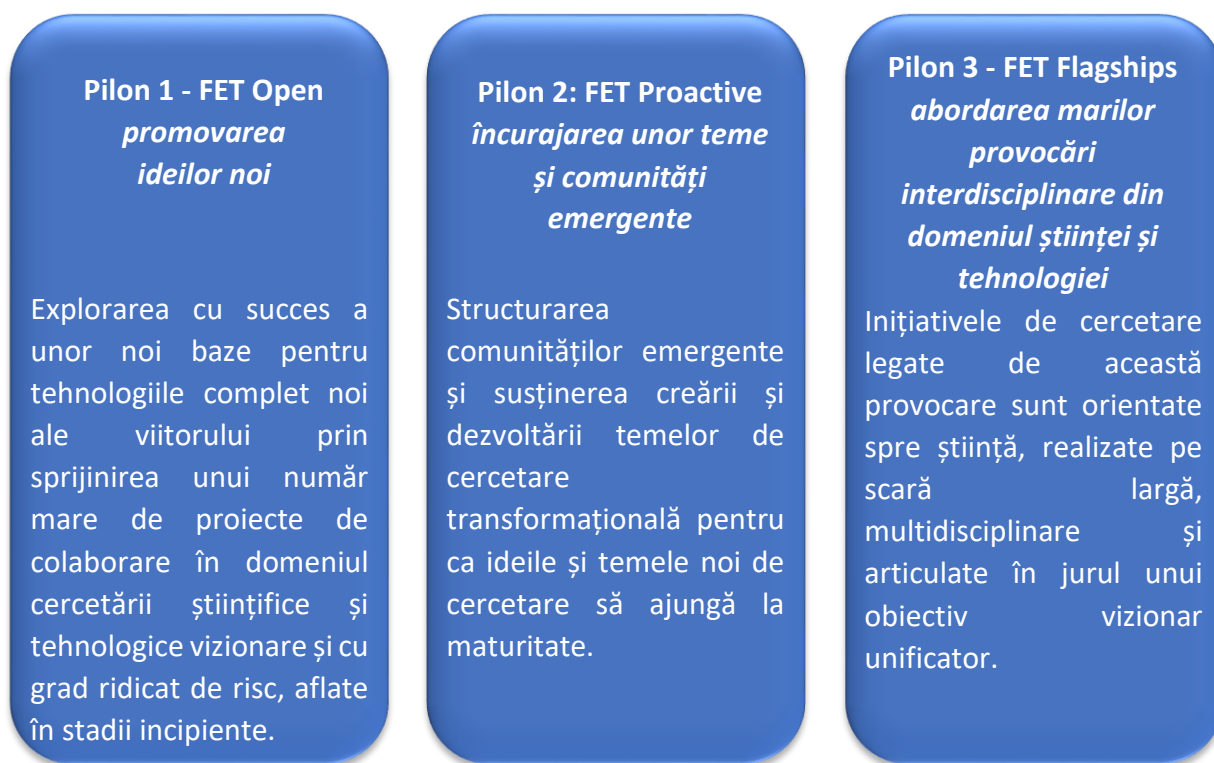 Pilon 1 - FET Open
promovarea
ideilor noi
Explorarea cu succes a
unor noi baze pentru
tehnologiile complet noi
ale viitorului prin
sprijinirea unui număr
mare de proiecte de
colaborare în domeniul
cercetării științifice și
tehnologice vizionare și cu
grad ridicat de risc, aflate
în stadii incipiente.
Pilon 2: FET Proactive
încurajarea unor teme
și comunități
emergente
Structurarea
comunităților emergente
și susținerea creării și
dezvoltării temelor de
cercetare
transformațională pentru
ca ideile și temele noi de
cercetare să ajungă la
maturitate.
Pilon 3 - FET Flagships
abordarea marilor
provocări
interdisciplinare din
domeniul științei și
tehnologiei
Inițiativele de cercetare
legate de această
provocare sunt orientate
spre știință, realizate pe
scară largă,
multidisciplinare și
articulate în jurul unui
obiectiv vizionar
unificator.